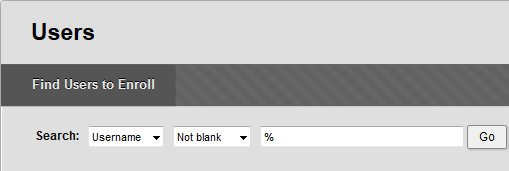 Users
Find Users to Enroll
Search: Username Not blank % Go